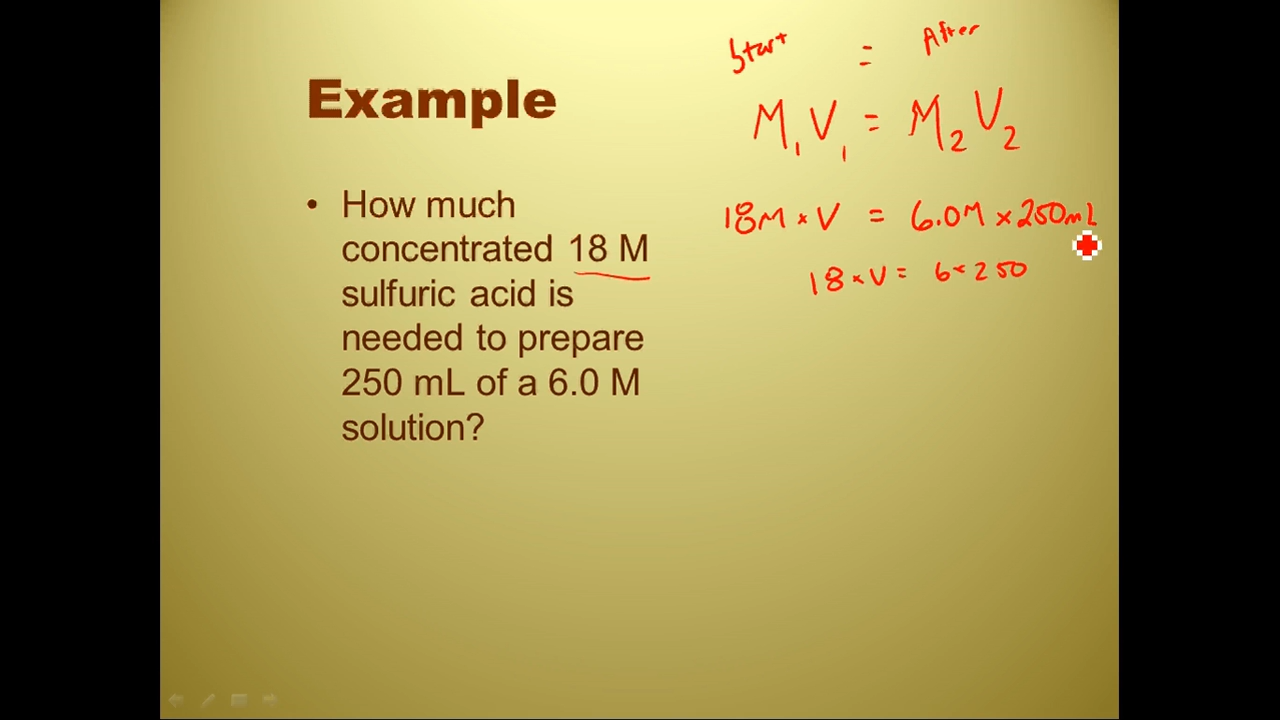 Example
• How much
concentrated 18 M
sulfuric acid is
needed to prepare
250 mL of a 6.0 M
solution?
Start = After
M₁V₁ = M₂V₂
18M × V = 6.0M × 250mL
18 × V = 6 × 250